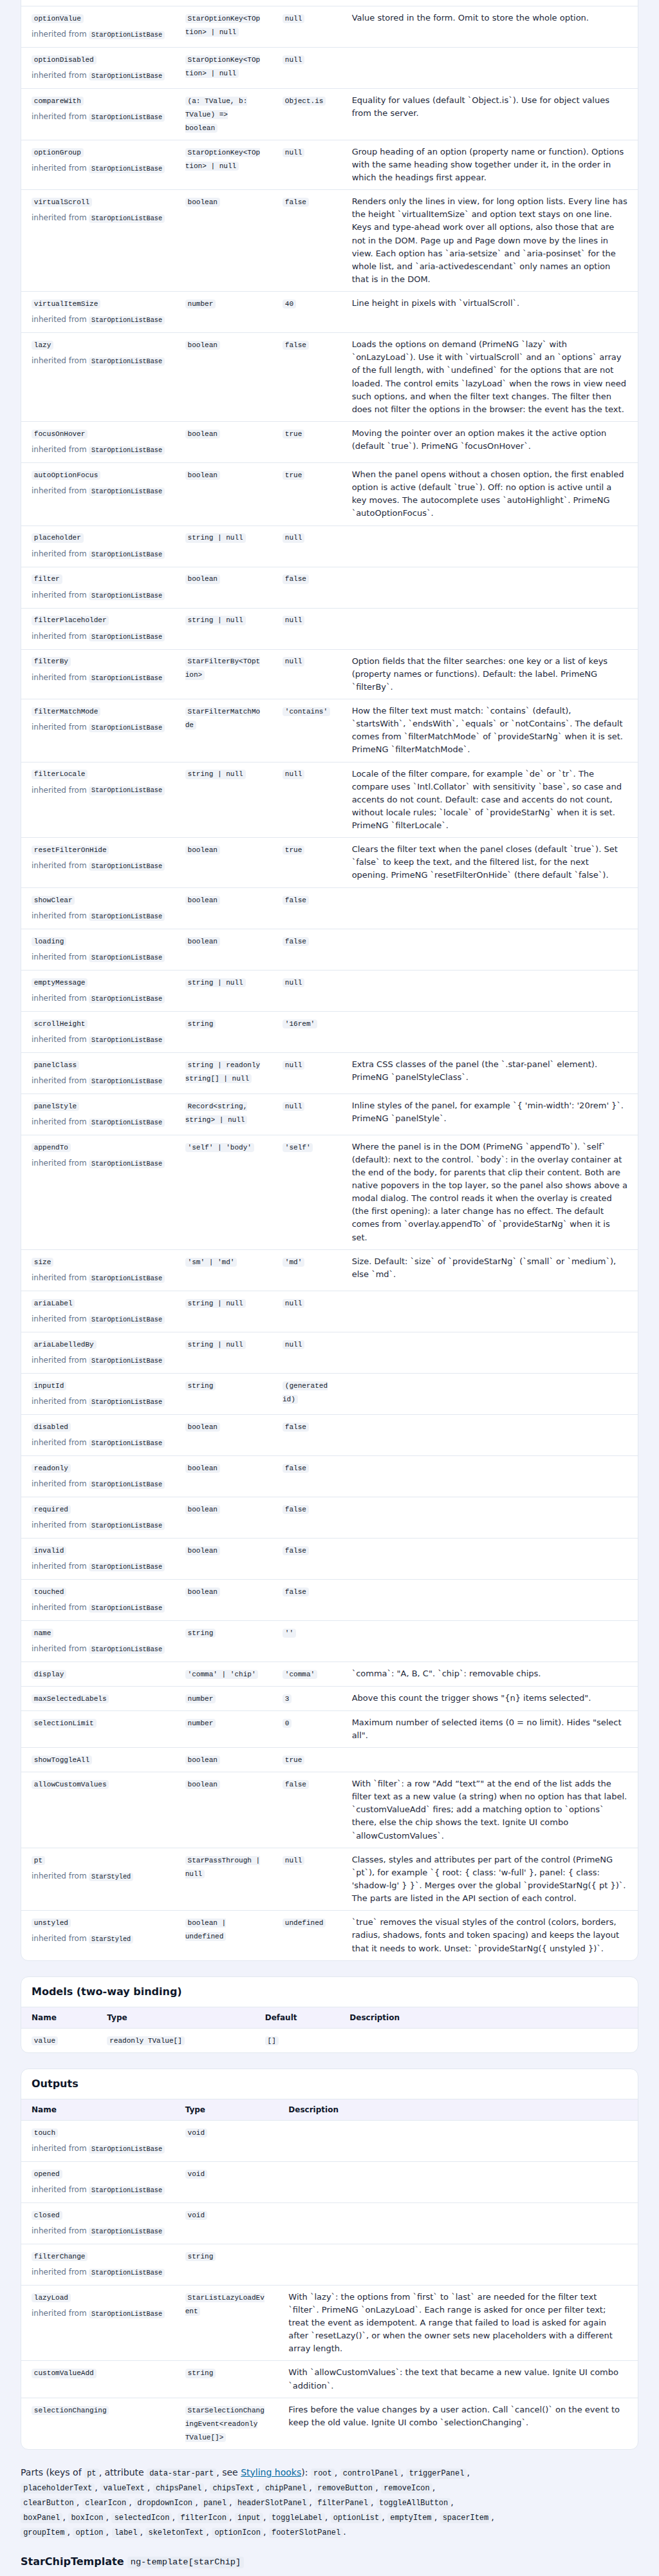 optionValue StarOptionKey<TOp null Value stored in the form. Omit to store the whole option.
inherited from StarOptionListBase tion> | null
optionDisabled StarOptionKey<TOp null
inherited from StarOptionListBase tion> | null
compareWith (a: TValue, b: Object.is Equality for values (default `Object.is`). Use for object values
inherited from StarOptionListBase TValue) => from the server.
boolean
optionGroup StarOptionKey<TOp null Group heading of an option (property name or function). Options
inherited from StarOptionListBase tion> | null with the same heading show together under it, in the order in
which the headings first appear.
virtualScroll boolean false Renders only the lines in view, for long option lists. Every line has
inherited from StarOptionListBase the height `virtualItemSize` and option text stays on one line.
Keys and type-ahead work over all options, also those that are
not in the DOM. Page up and Page down move by the lines in
view. Each option has `aria-setsize` and `aria-posinset` for the
whole list, and `aria-activedescendant` only names an option
that is in the DOM.
virtualItemSize number 40 Line height in pixels with `virtualScroll`.
inherited from StarOptionListBase
lazy boolean false Loads the options on demand (PrimeNG `lazy` with
inherited from StarOptionListBase `onLazyLoad`). Use it with `virtualScroll` and an `options` array
of the full length, with `undefined` for the options that are not
loaded. The control emits `lazyLoad` when the rows in view need
such options, and when the filter text changes. The filter then
does not filter the options in the browser: the event has the text.
focusOnHover boolean true Moving the pointer over an option makes it the active option
inherited from StarOptionListBase (default `true`). PrimeNG `focusOnHover`.
autoOptionFocus boolean true When the panel opens without a chosen option, the first enabled
inherited from StarOptionListBase option is active (default `true`). Off: no option is active until a
key moves. The autocomplete uses `autoHighlight`. PrimeNG
`autoOptionFocus`.
placeholder string | null null
inherited from StarOptionListBase
filter boolean false
inherited from StarOptionListBase
filterPlaceholder string | null null
inherited from StarOptionListBase
filterBy StarFilterBy<TOpt null Option fields that the filter searches: one key or a list of keys
inherited from StarOptionListBase ion> (property names or functions). Default: the label. PrimeNG
`filterBy`.
filterMatchMode StarFilterMatchMo 'contains' How the filter text must match: `contains` (default),
inherited from StarOptionListBase de `startsWith`, `endsWith`, `equals` or `notContains`. The default
comes from `filterMatchMode` of `provideStarNg` when it is set.
PrimeNG `filterMatchMode`.
filterLocale string | null null Locale of the filter compare, for example `de` or `tr`. The
inherited from StarOptionListBase compare uses `Intl.Collator` with sensitivity `base`, so case and
accents do not count. Default: case and accents do not count,
without locale rules; `locale` of `provideStarNg` when it is set.
PrimeNG `filterLocale`.
resetFilterOnHide boolean true Clears the filter text when the panel closes (default `true`). Set
inherited from StarOptionListBase `false` to keep the text, and the filtered list, for the next
opening. PrimeNG `resetFilterOnHide` (there default `false`).
showClear boolean false
inherited from StarOptionListBase
loading boolean false
inherited from StarOptionListBase
emptyMessage string | null null
inherited from StarOptionListBase
scrollHeight string '16rem'
inherited from StarOptionListBase
panelClass string | readonly null Extra CSS classes of the panel (the `.star-panel` element).
inherited from StarOptionListBase string[] | null PrimeNG `panelStyleClass`.
panelStyle Record<string, null Inline styles of the panel, for example `{ 'min-width': '20rem' }`.
inherited from StarOptionListBase string> | null PrimeNG `panelStyle`.
appendTo 'self' | 'body' 'self' Where the panel is in the DOM (PrimeNG `appendTo`). `self`
inherited from StarOptionListBase (default): next to the control. `body`: in the overlay container at
the end of the body, for parents that clip their content. Both are
native popovers in the top layer, so the panel also shows above a
modal dialog. The control reads it when the overlay is created
(the first opening): a later change has no effect. The default
comes from `overlay.appendTo` of `provideStarNg` when it is
set.
size 'sm' | 'md' 'md' Size. Default: `size` of `provideStarNg` (`small` or `medium`),
inherited from StarOptionListBase else `md`.
ariaLabel string | null null
inherited from StarOptionListBase
ariaLabelledBy string | null null
inherited from StarOptionListBase
inputId string (generated
inherited from StarOptionListBase id)
disabled boolean false
inherited from StarOptionListBase
readonly boolean false
inherited from StarOptionListBase
required boolean false
inherited from StarOptionListBase
invalid boolean false
inherited from StarOptionListBase
touched boolean false
inherited from StarOptionListBase
name string ''
inherited from StarOptionListBase
display 'comma' | 'chip' 'comma' `comma`: "A, B, C". `chip`: removable chips.
maxSelectedLabels number 3 Above this count the trigger shows "{n} items selected".
selectionLimit number 0 Maximum number of selected items (0 = no limit). Hides "select
all".
showToggleAll boolean true
allowCustomValues boolean false With `filter`: a row "Add “text”" at the end of the list adds the
filter text as a new value (a string) when no option has that label.
`customValueAdd` fires; add a matching option to `options`
there, else the chip shows the text. Ignite UI combo
`allowCustomValues`.
pt StarPassThrough | null Classes, styles and attributes per part of the control (PrimeNG
inherited from StarStyled null `pt`), for example `{ root: { class: 'w-full' }, panel: { class:
'shadow-lg' } }`. Merges over the global `provideStarNg({ pt })`.
The parts are listed in the API section of each control.
unstyled boolean | undefined `true` removes the visual styles of the control (colors, borders,
inherited from StarStyled undefined radius, shadows, fonts and token spacing) and keeps the layout
that it needs to work. Unset: `provideStarNg({ unstyled })`.
Models (two-way binding)
Name Type Default Description
value readonly TValue[] []
Outputs
Name Type Description
touch void
inherited from StarOptionListBase
opened void
inherited from StarOptionListBase
closed void
inherited from StarOptionListBase
filterChange string
inherited from StarOptionListBase
lazyLoad StarListLazyLoadEv With `lazy`: the options from `first` to `last` are needed for the filter text
inherited from StarOptionListBase ent `filter`. PrimeNG `onLazyLoad`. Each range is asked for once per filter text;
treat the event as idempotent. A range that failed to load is asked for again
after `resetLazy()`, or when the owner sets new placeholders with a different
array length.
customValueAdd string With `allowCustomValues`: the text that became a new value. Ignite UI combo
`addition`.
selectionChanging StarSelectionChang Fires before the value changes by a user action. Call `cancel()` on the event to
ingEvent<readonly keep the old value. Ignite UI combo `selectionChanging`.
TValue[]>
Parts (keys of pt, attribute data-star-part, see Styling hooks): root, controlPanel, triggerPanel,
placeholderText, valueText, chipsPanel, chipsText, chipPanel, removeButton, removeIcon,
clearButton, clearIcon, dropdownIcon, panel, headerSlotPanel, filterPanel, toggleAllButton,
boxPanel, boxIcon, selectedIcon, filterIcon, input, toggleLabel, optionList, emptyItem, spacerItem,
groupItem, option, label, skeletonText, optionIcon, footerSlotPanel.
StarChipTemplate ng-template[starChip]